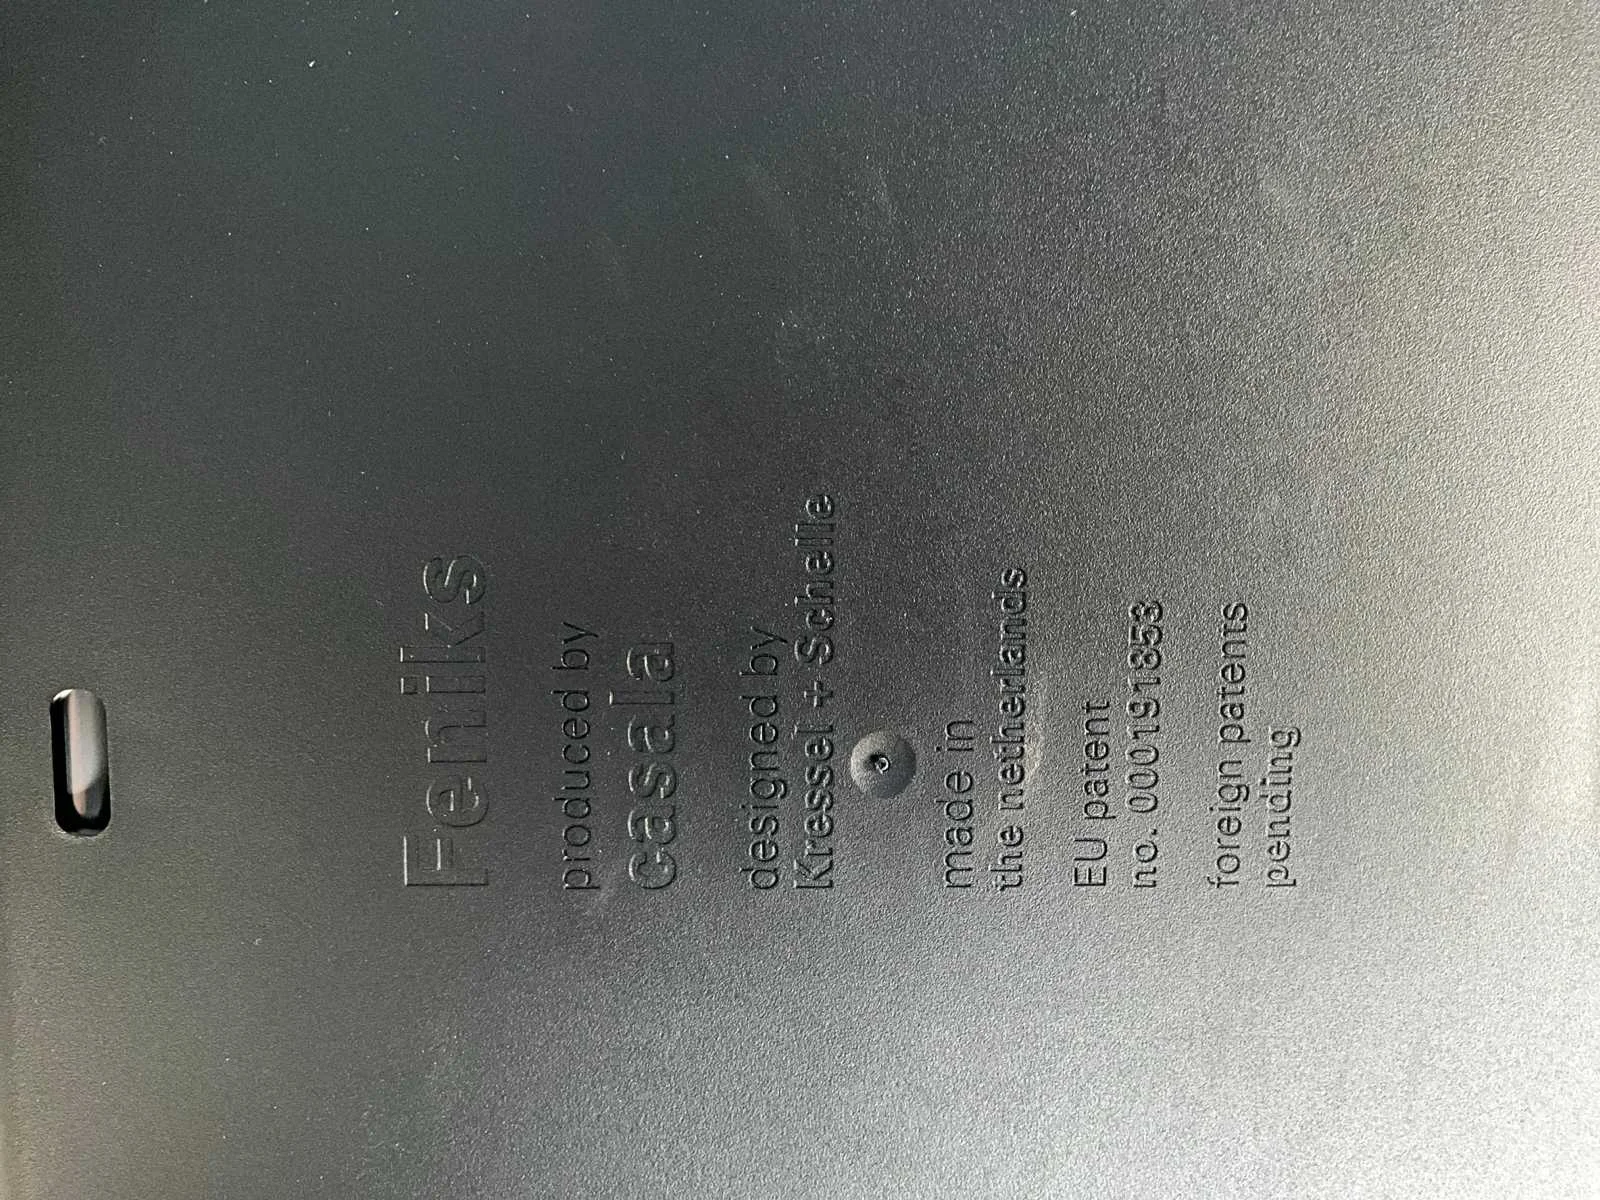 Feniks
produced by
casala
designed by
Kressel + Schelle
made in
the netherlands
EU patent
no. 000191853
foreign patents
pending